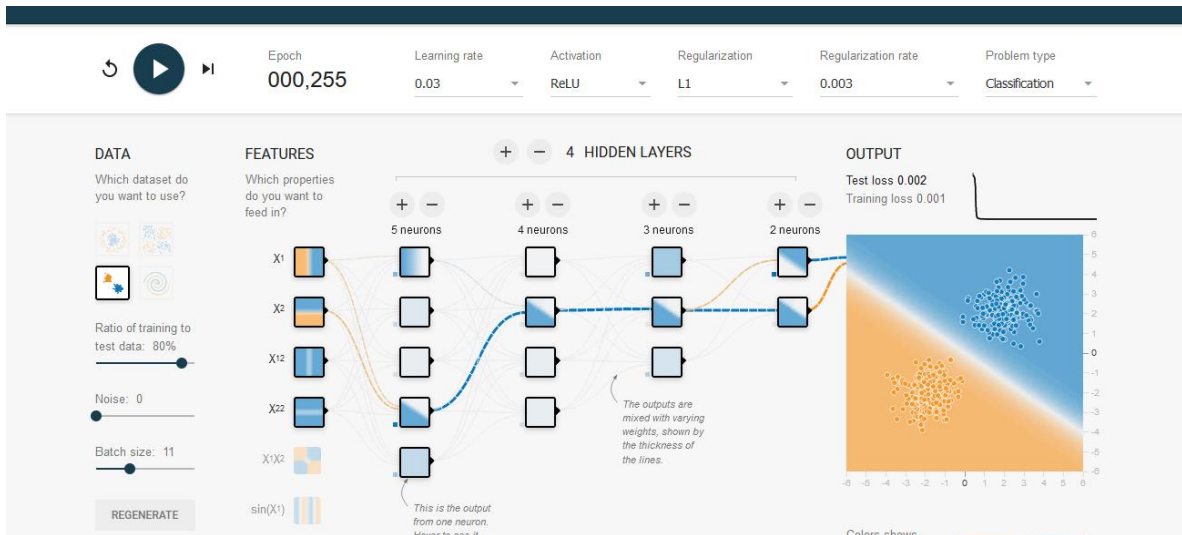 Epoch
000,255
Learning rate
0.03
Activation
ReLU
Regularization
L1
Regularization rate
0.003
Problem type
Classification
DATA
Which dataset do
you want to use?
Ratio of training to
test data: 80%
Noise: 0
Batch size: 11
REGENERATE
FEATURES
Which properties
do you want to
feed in?
X1
X2
X12
X22
X1X2
sin(X1)
+ − 4 HIDDEN LAYERS
+ −
5 neurons
+ −
4 neurons
+ −
3 neurons
+ −
2 neurons
This is the output
from one neuron.
Hover to see it
The outputs are
mixed with varying
weights, shown by
the thickness of
the lines.
OUTPUT
Test loss 0.002
Training loss 0.001
6
5
4
3
2
1
0
-1
-2
-3
-4
-5
-6
-6 -5 -4 -3 -2 -1 0 1 2 3 4 5 6
Colors shows